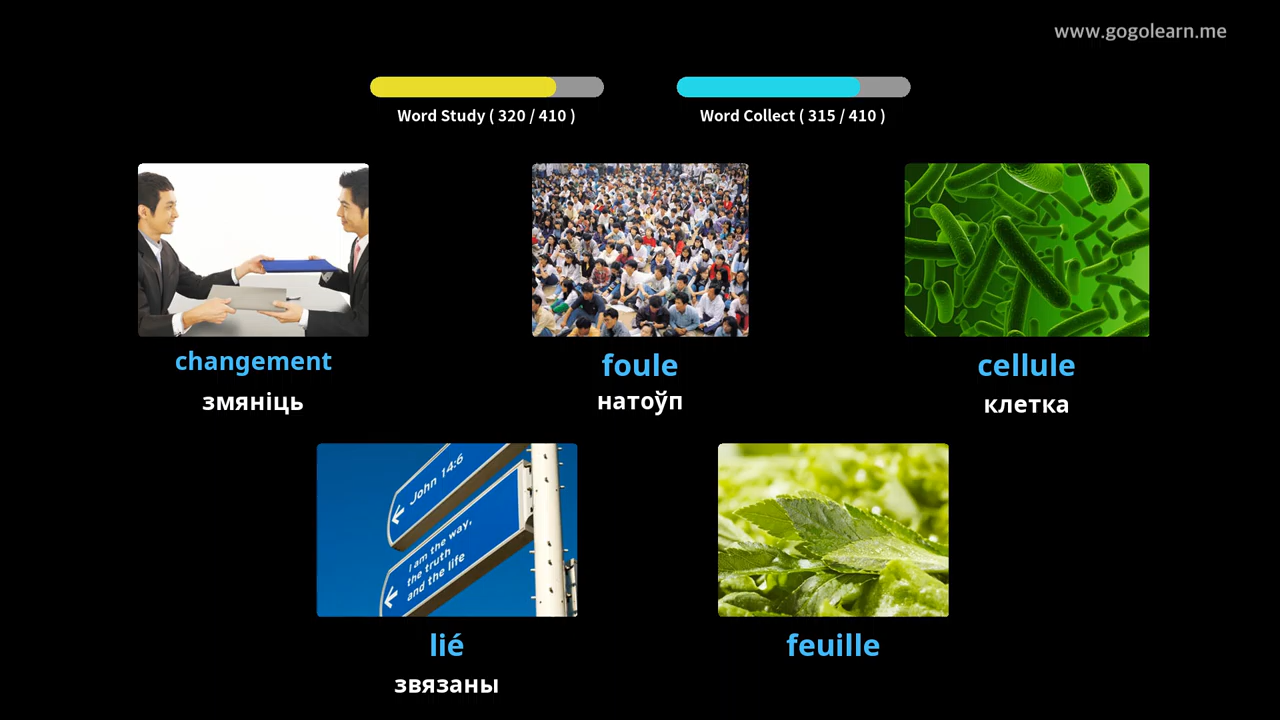 www.gogolearn.me
Word Study ( 320 / 410 )
Word Collect ( 315 / 410 )
changement
змяніць
foule
натоўп
cellule
клетка
John 14:6
I am the way,
the truth
and the life
lié
звязаны
feuille